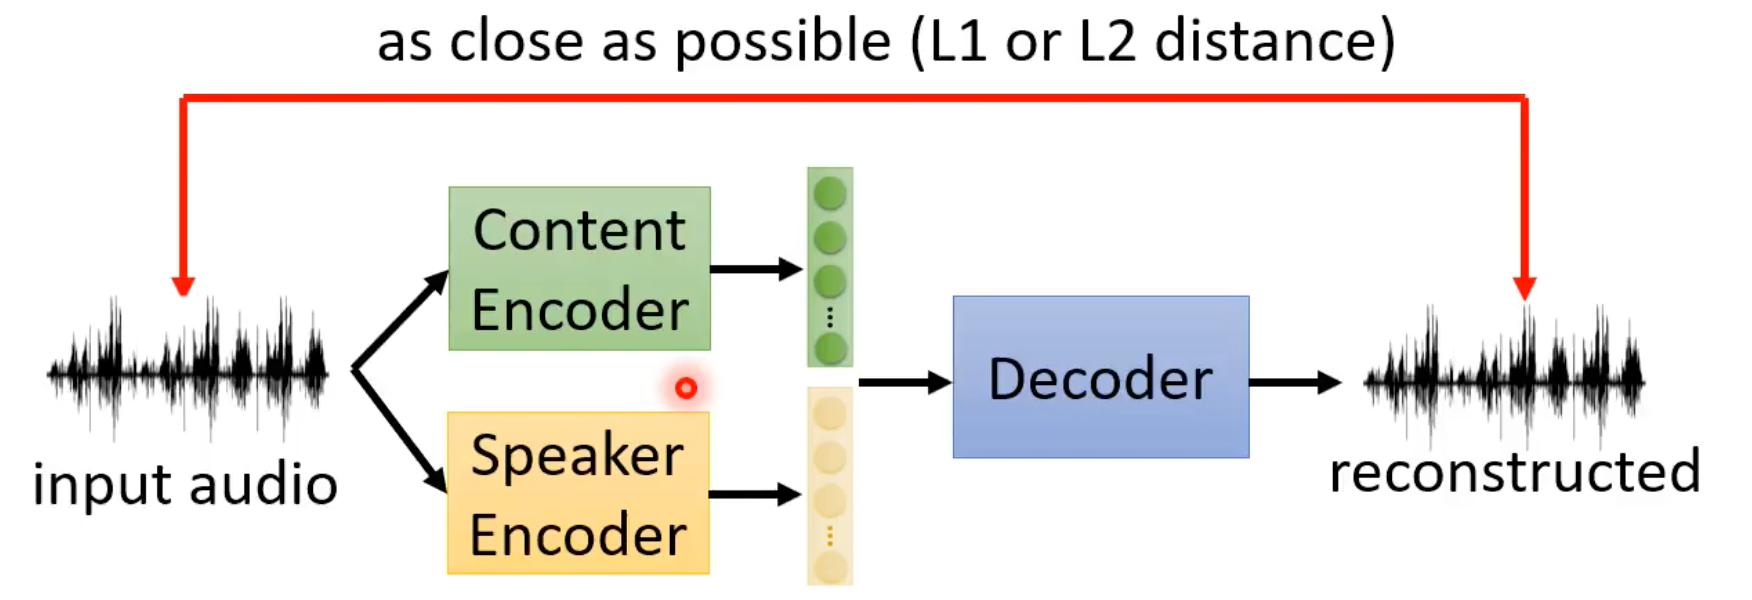 as close as possible (L1 or L2 distance)
Content
Encoder
Speaker
Encoder
Decoder
input audio
reconstructed